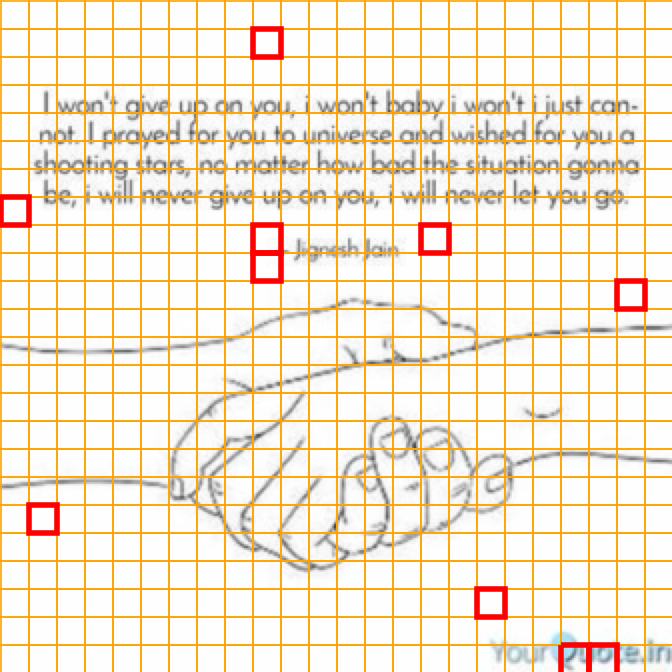 I won't give up on you, i won't baby i won't i just can-
not. I prayed for you to universe and wished for you a
shooting stars, no matter how bad the situation gonna
be, i will never give up on you, i will never let you go.
- Jignesh Jain
YourQuote.in